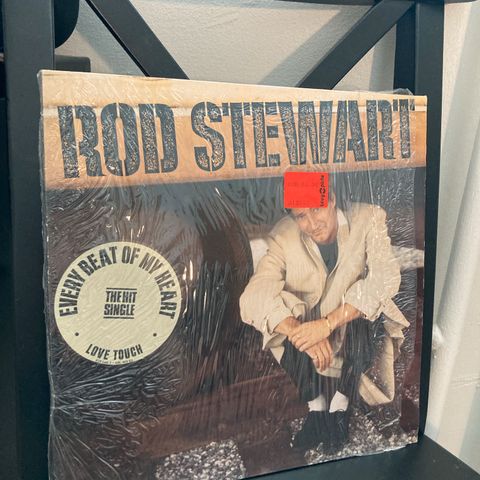 ROD STEWART
EVERY BEAT OF MY HEART
THE HIT
SINGLE
• LOVE TOUCH •